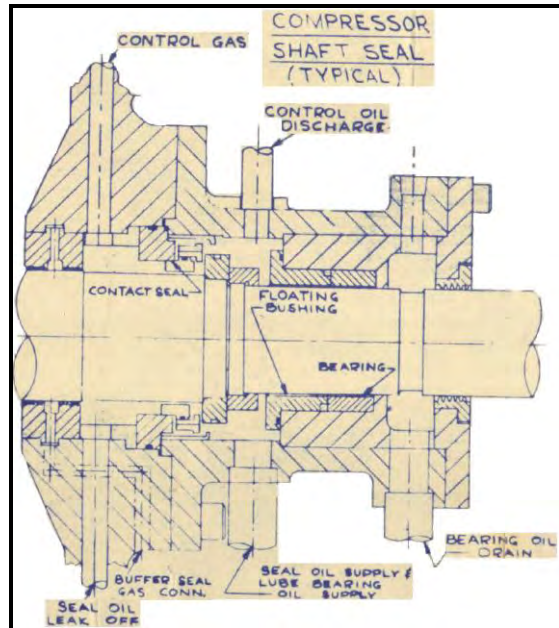 COMPRESSOR
SHAFT SEAL
(TYPICAL)
CONTROL GAS
CONTROL OIL
DISCHARGE
CONTACT SEAL
FLOATING
BUSHING
BEARING
BUFFER SEAL
GAS CONN.
SEAL OIL
LEAK OFF
SEAL OIL SUPPLY &
LUBE BEARING
OIL SUPPLY
BEARING OIL
DRAIN